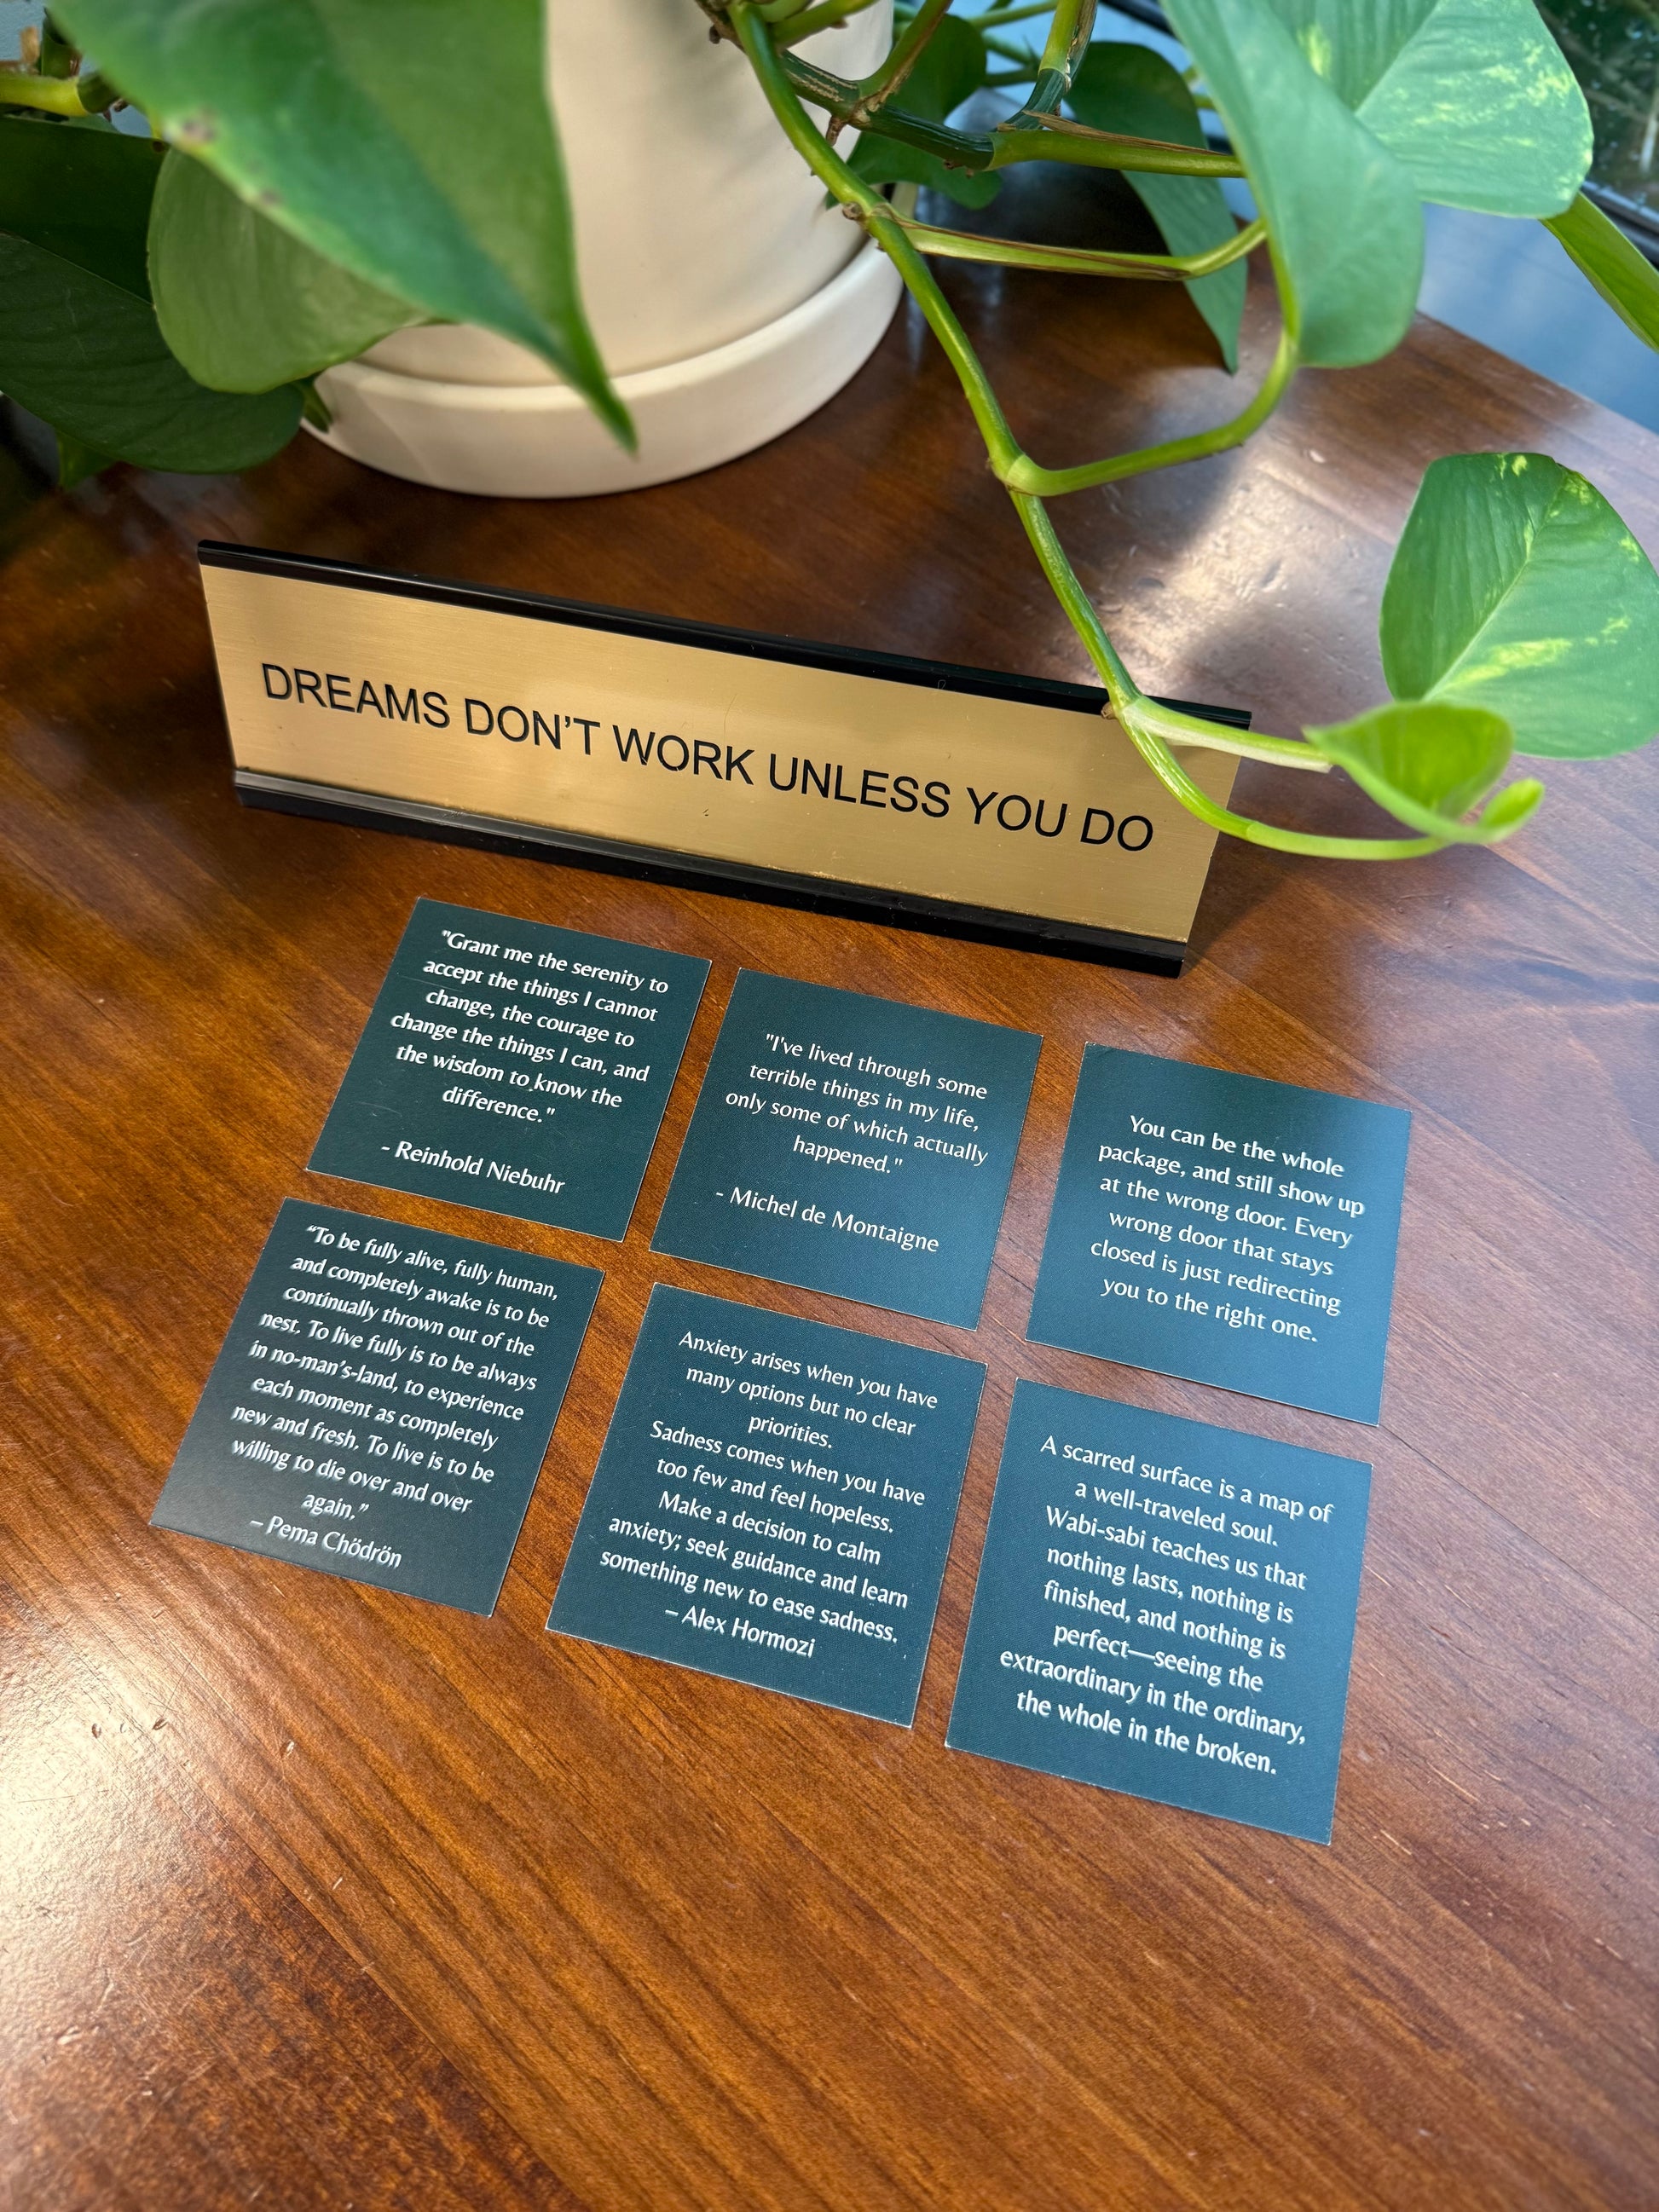 DREAMS DON’T WORK UNLESS YOU DO
"Grant me the serenity to
accept the things I cannot
change, the courage to
change the things I can, and
the wisdom to know the
difference."
- Reinhold Niebuhr
"I've lived through some
terrible things in my life,
only some of which actually
happened."
- Michel de Montaigne
You can be the whole
package, and still show up
at the wrong door. Every
wrong door that stays
closed is just redirecting
you to the right one.
“To be fully alive, fully human,
and completely awake is to be
continually thrown out of the
nest. To live fully is to be always
in no-man’s-land, to experience
each moment as completely
new and fresh. To live is to be
willing to die over and over
again.”
– Pema Chödrön
Anxiety arises when you have
many options but no clear
priorities.
Sadness comes when you have
too few and feel hopeless.
Make a decision to calm
anxiety; seek guidance and learn
something new to ease sadness.
– Alex Hormozi
A scarred surface is a map of
a well-traveled soul.
Wabi-sabi teaches us that
nothing lasts, nothing is
finished, and nothing is
perfect—seeing the
extraordinary in the ordinary,
the whole in the broken.